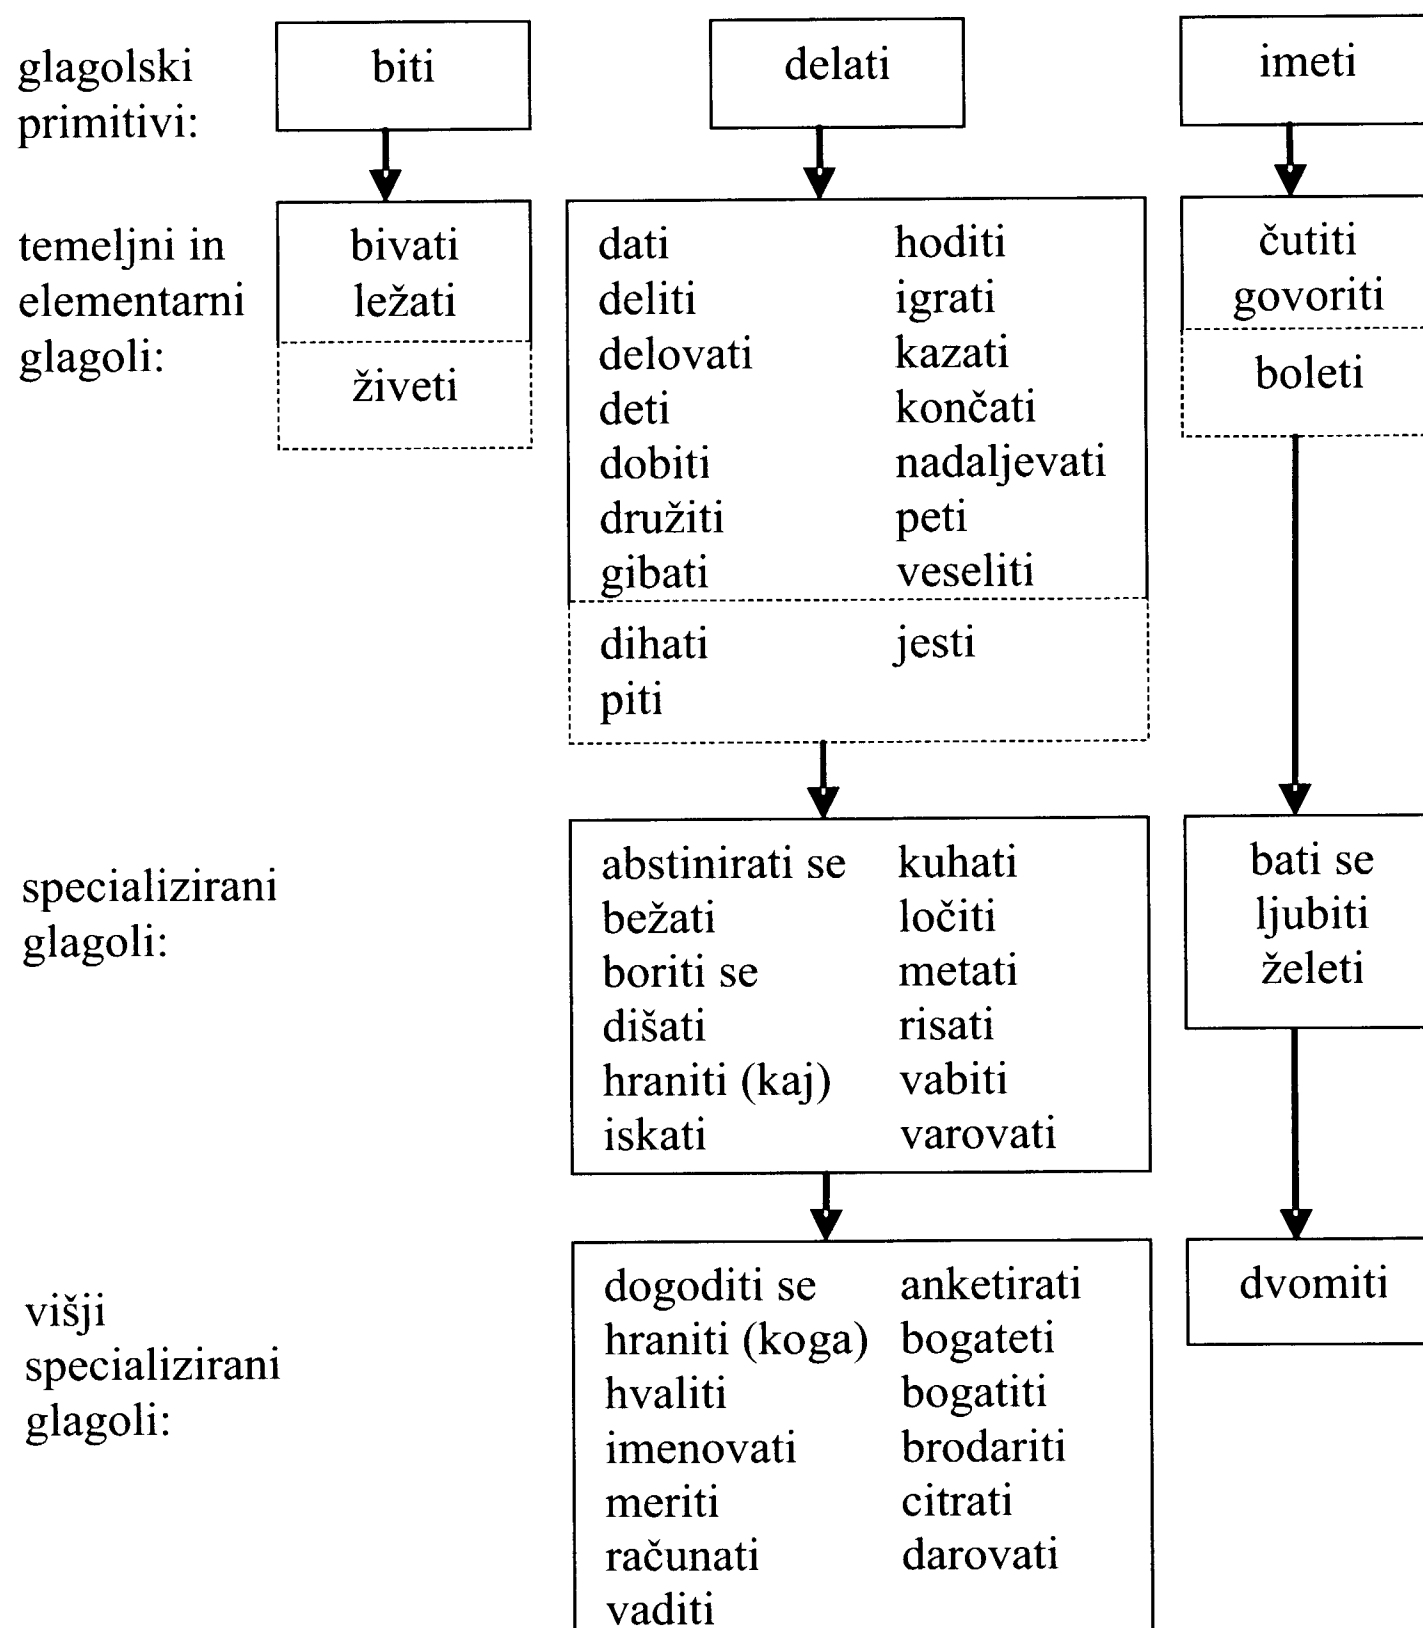 glagolski primitivi:
biti
delati
imeti
temeljni in elementarni glagoli:
bivati
ležati
živeti
dati hoditi
deliti igrati
delovati kazati
deti končati
dobiti nadaljevati
družiti peti
gibati veseliti
dihati jesti
piti
čutiti
govoriti
boleti
specializirani glagoli:
abstinirati se kuhati
bežati ločiti
boriti se metati
dišati risati
hraniti (kaj) vabiti
iskati varovati
bati se
ljubiti
želeti
višji specializirani glagoli:
dogoditi se anketirati
hraniti (koga) bogateti
hvaliti bogatiti
imenovati brodariti
meriti citrati
računati darovati
vaditi
dvomiti